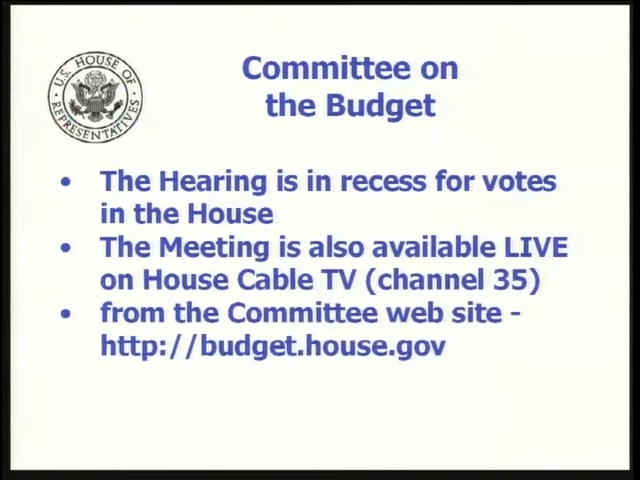 U.S. HOUSE OF REPRESENTATIVES
Committee on
the Budget
• The Hearing is in recess for votes
in the House
• The Meeting is also available LIVE
on House Cable TV (channel 35)
• from the Committee web site -
http://budget.house.gov